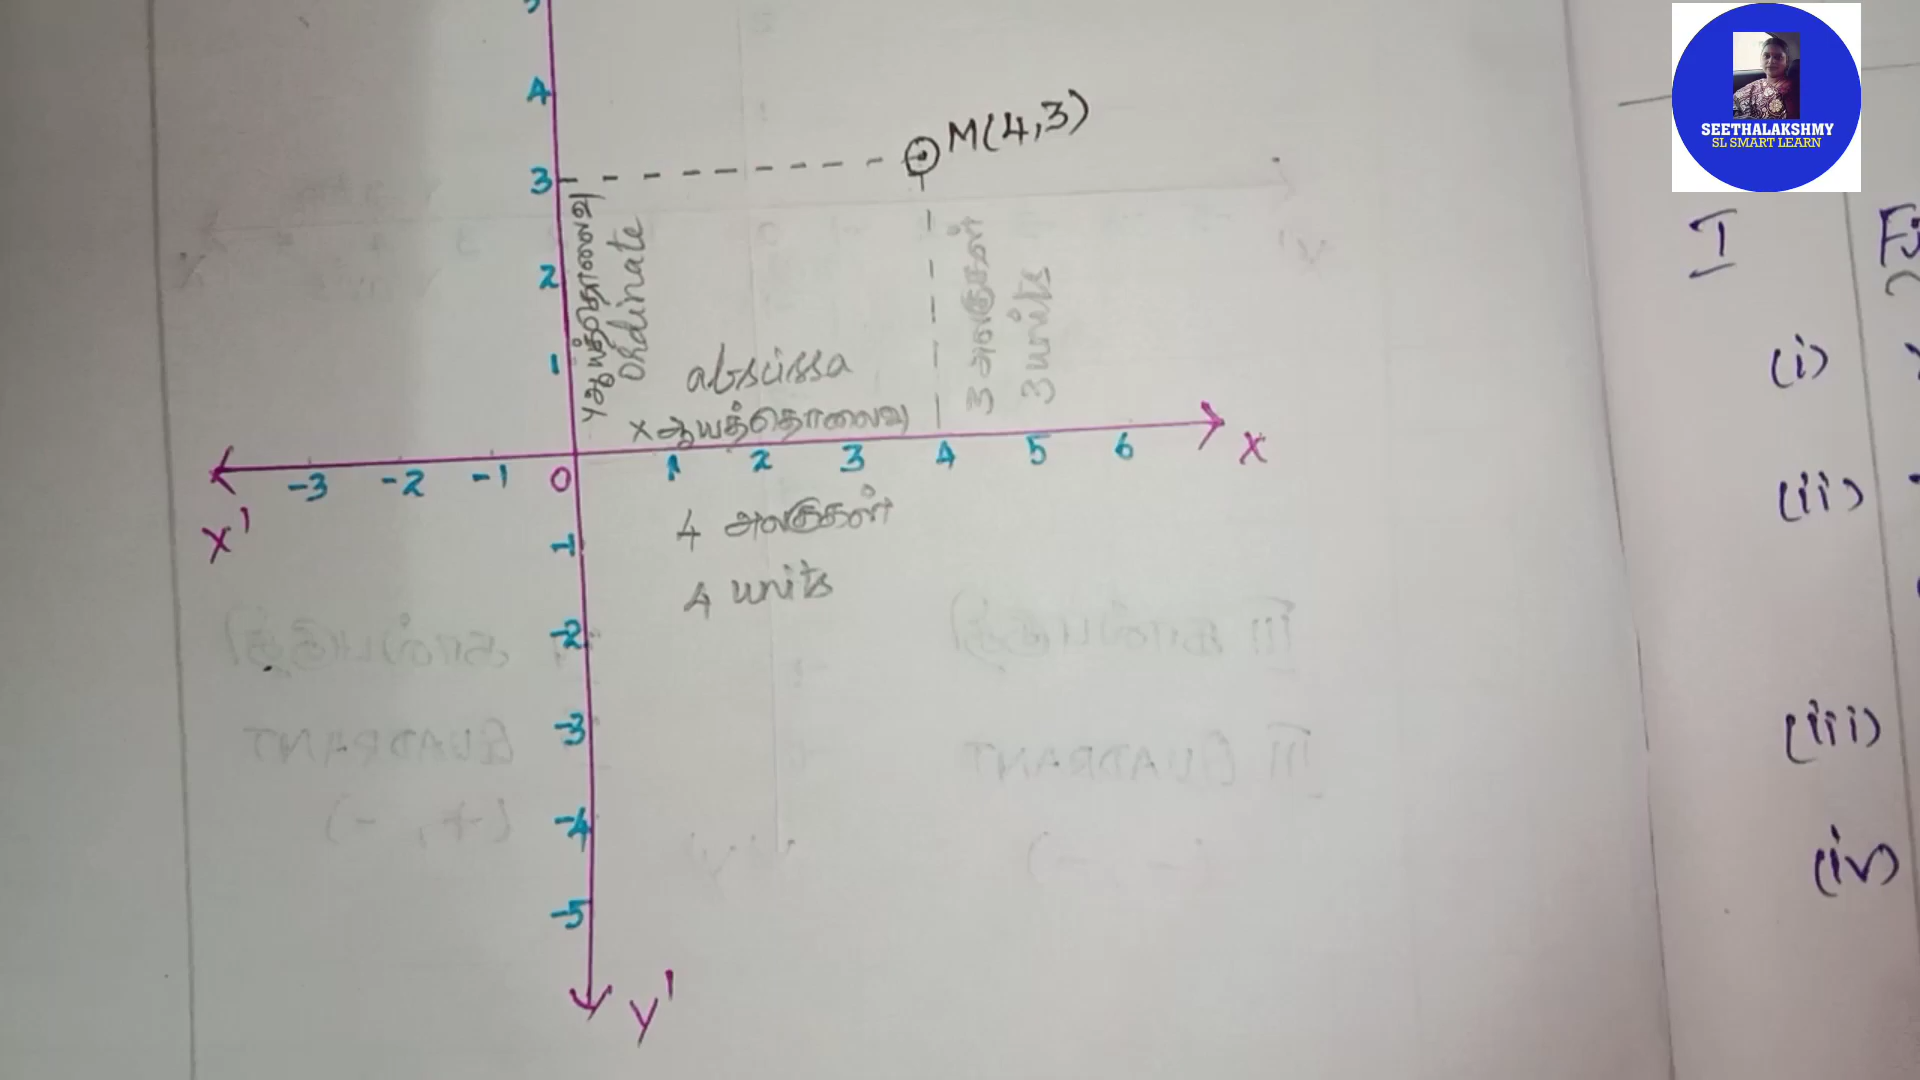 SEETHALAKSHMY
SL SMART LEARN
4
M(4,3)
3
2
1
Y ஆயத்தொலைவு
Ordinate
abscissa
X ஆயத்தொலைவு
3 அலகுகள்
3 units
X
-3 -2 -1 0 1 2 3 4 5 6
X'
4 அலகுகள்
4 units
-1
-2
-3
-4
-5
Y'
I
(i)
(ii)
(iii)
(iv)